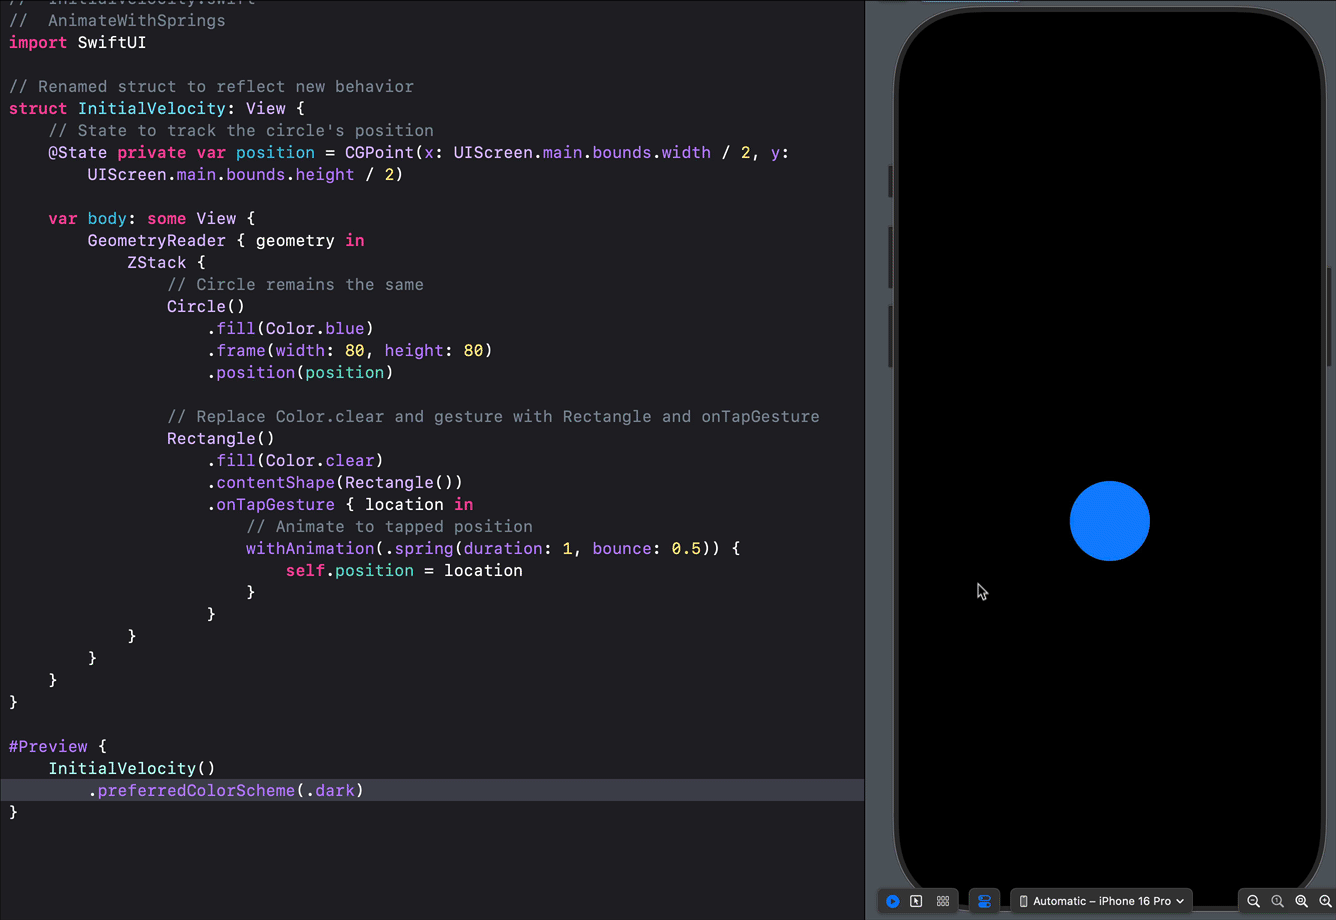 //  InitialVelocity.swift
//  AnimateWithSprings
import SwiftUI
// Renamed struct to reflect new behavior
struct InitialVelocity: View {
    // State to track the circle's position
    @State private var position = CGPoint(x: UIScreen.main.bounds.width / 2, y:
        UIScreen.main.bounds.height / 2)
    var body: some View {
        GeometryReader { geometry in
            ZStack {
                // Circle remains the same
                Circle()
                    .fill(Color.blue)
                    .frame(width: 80, height: 80)
                    .position(position)
                // Replace Color.clear and gesture with Rectangle and onTapGesture
                Rectangle()
                    .fill(Color.clear)
                    .contentShape(Rectangle())
                    .onTapGesture { location in
                        // Animate to tapped position
                        withAnimation(.spring(duration: 1, bounce: 0.5)) {
                            self.position = location
                        }
                    }
            }
        }
    }
}
#Preview {
    InitialVelocity()
        .preferredColorScheme(.dark)
}
Automatic – iPhone 16 Pro